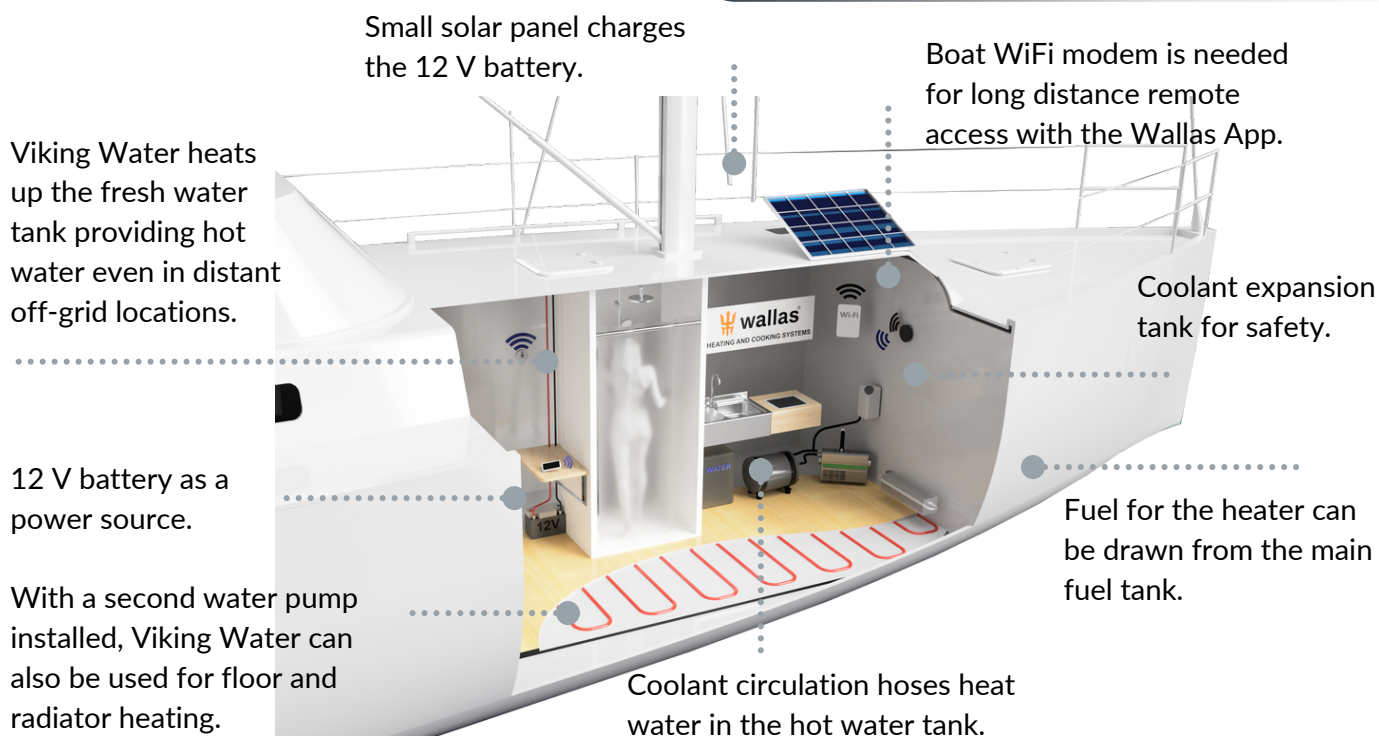 Small solar panel charges
the 12 V battery.
Boat WiFi modem is needed
for long distance remote
access with the Wallas App.
Viking Water heats
up the fresh water
tank providing hot
water even in distant
off-grid locations.
Coolant expansion
tank for safety.
wallas
HEATING AND COOKING SYSTEMS
Wi-Fi
WATER
12V
12 V battery as a
power source.
Fuel for the heater can
be drawn from the main
fuel tank.
With a second water pump
installed, Viking Water can
also be used for floor and
radiator heating.
Coolant circulation hoses heat
water in the hot water tank.